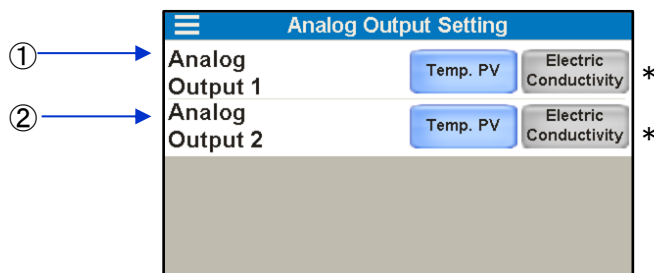 Analog Output Setting
① Analog Output 1 Temp. PV Electric Conductivity *
② Analog Output 2 Temp. PV Electric Conductivity *